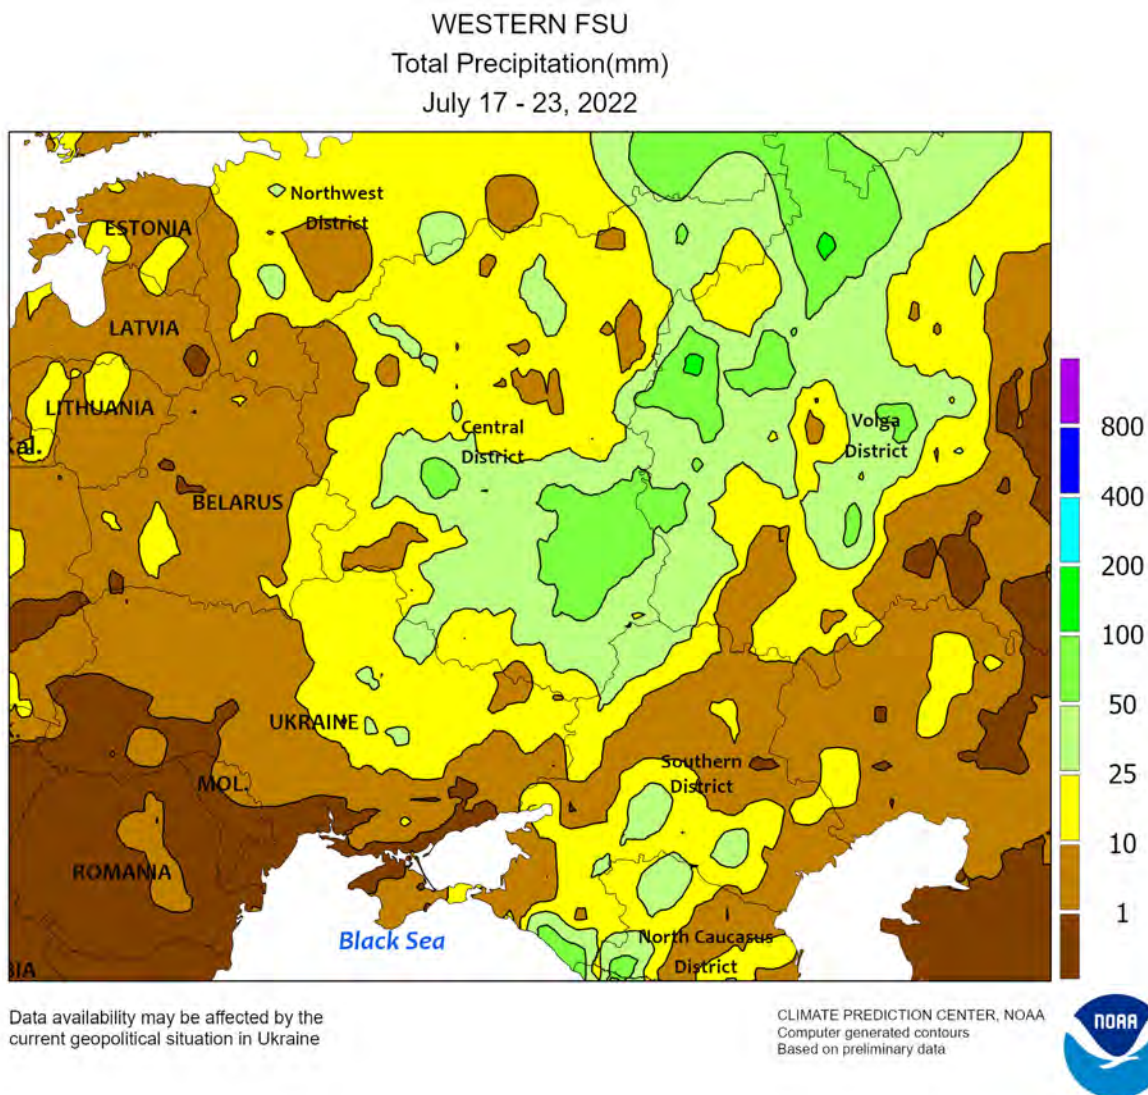 WESTERN FSU
Total Precipitation(mm)
July 17 - 23, 2022
Northwest
District
ESTONIA
LATVIA
LITHUANIA
al.
Central
District
Volga
District
BELARUS
UKRAINE
MOL.
Southern
District
ROMANIA
Black Sea
North Caucasus
District
BIA
800
400
200
100
50
25
10
1
Data availability may be affected by the
current geopolitical situation in Ukraine
CLIMATE PREDICTION CENTER, NOAA
Computer generated contours
Based on preliminary data
NOAA